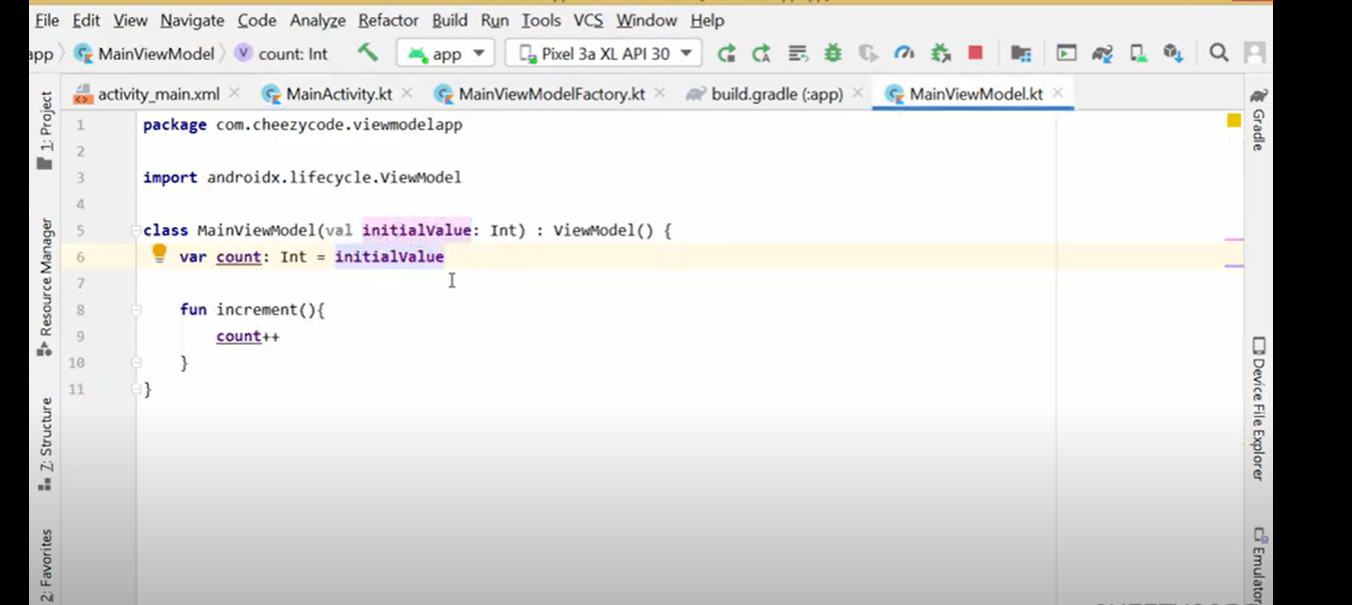 File Edit View Navigate Code Analyze Refactor Build Run Tools VCS Window Help
app MainViewModel count: Int app Pixel 3a XL API 30
activity_main.xml MainActivity.kt MainViewModelFactory.kt build.gradle (:app) MainViewModel.kt
1 package com.cheezycode.viewmodelapp
2
3 import androidx.lifecycle.ViewModel
4
5 class MainViewModel(val initialValue: Int) : ViewModel() {
6 var count: Int = initialValue
7
8 fun increment(){
9 count++
10 }
11 }
1: Project
Resource Manager
7: Structure
2: Favorites
Gradle
Device File Explorer
Emulator